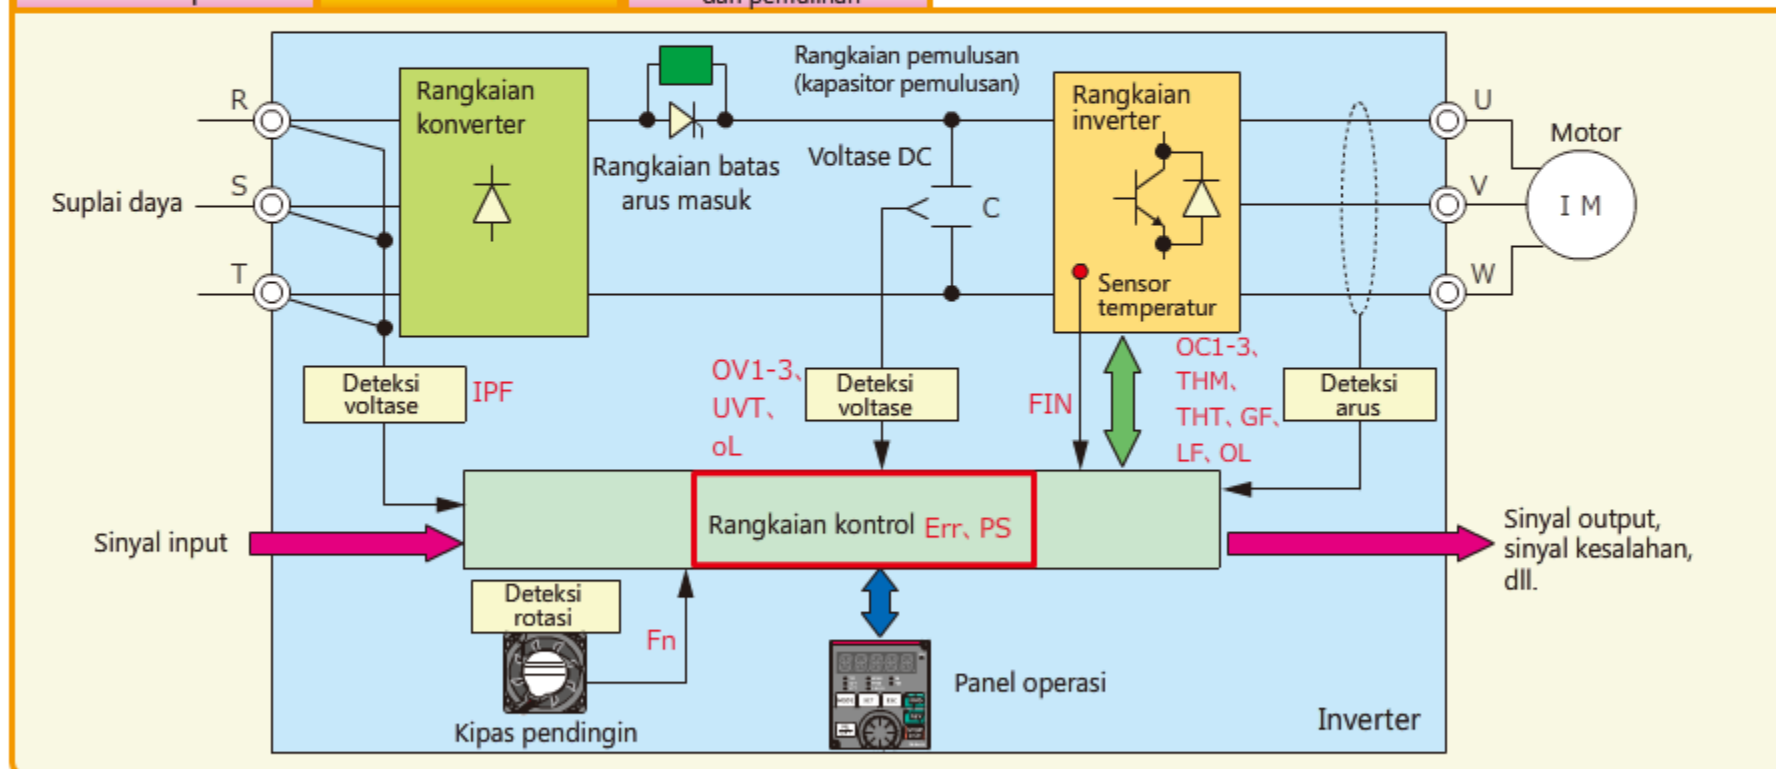 dan pemulihan
Rangkaian pemulusan
(kapasitor pemulusan)
Rangkaian
konverter
Rangkaian
inverter
R
U
Motor
Rangkaian batas
arus masuk
Voltase DC
Suplai daya
S
C
V
I M
T
W
Sensor
temperatur
Deteksi
voltase
IPF
OV1-3、
UVT、
oL
Deteksi
voltase
FIN
OC1-3、
THM、
THT、GF、
LF、OL
Deteksi
arus
Sinyal input
Rangkaian kontrol Err、PS
Sinyal output,
sinyal kesalahan,
dll.
Deteksi
rotasi
Fn
Kipas pendingin
Panel operasi
Inverter